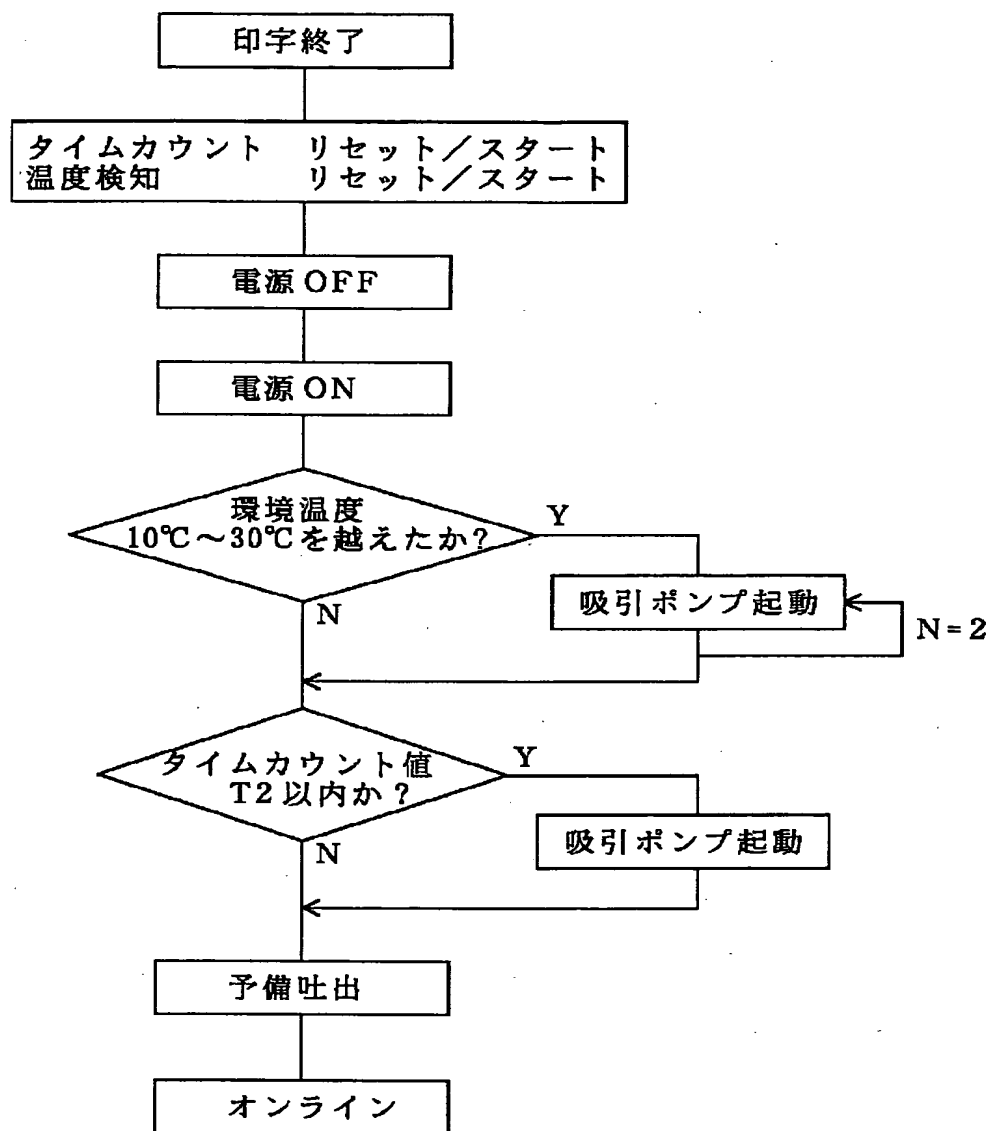 印字終了
タイムカウント リセット／スタート
温度検知 リセット／スタート
電源OFF
電源ON
環境温度
10℃～30℃を越えたか?
Y
N
吸引ポンプ起動
N=2
タイムカウント値
T2以内か?
Y
N
吸引ポンプ起動
予備吐出
オンライン